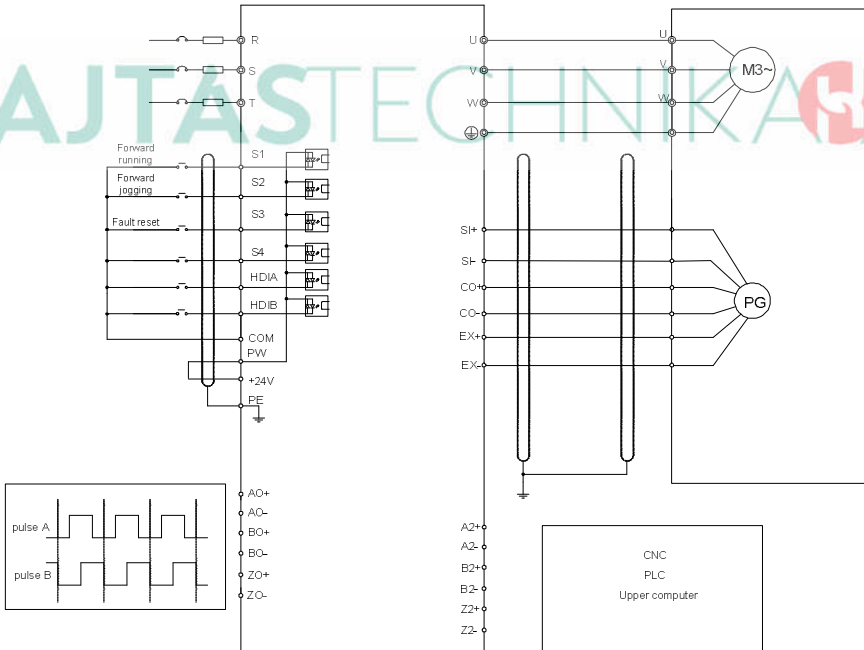 R
S
T
U
V
W
U
V
W
M3~
AJTÁSTECHNIKA
Forward
running
Forward
jogging
Fault reset
S1
S2
S3
S4
HDIA
HDIB
COM
PW
+24V
PE
SI+
SI-
CO+
CO-
EX+
EX-
PG
pulse A
pulse B
AO+
AO-
BO+
BO-
ZO+
ZO-
A2+
A2-
B2+
B2-
Z2+
Z2-
CNC
PLC
Upper computer